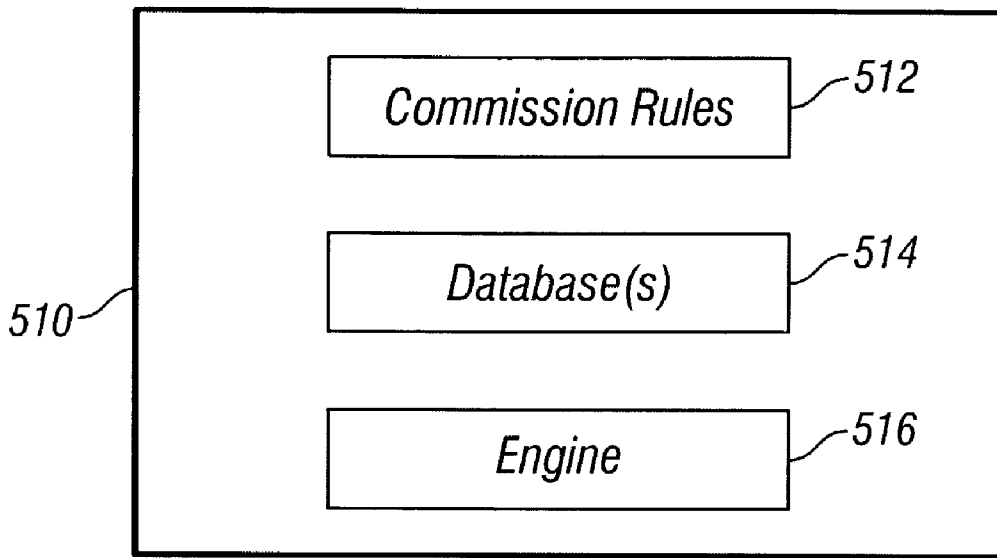 Commission Rules
512
Database(s)
514
510
Engine
516